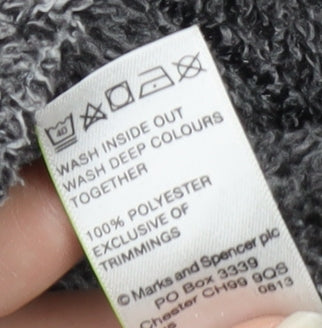 40
WASH INSIDE OUT
WASH DEEP COLOURS
TOGETHER
100% POLYESTER
EXCLUSIVE OF
TRIMMINGS
© Marks and Spencer plc
PO Box 3339
Chester CH99 9QS
0813